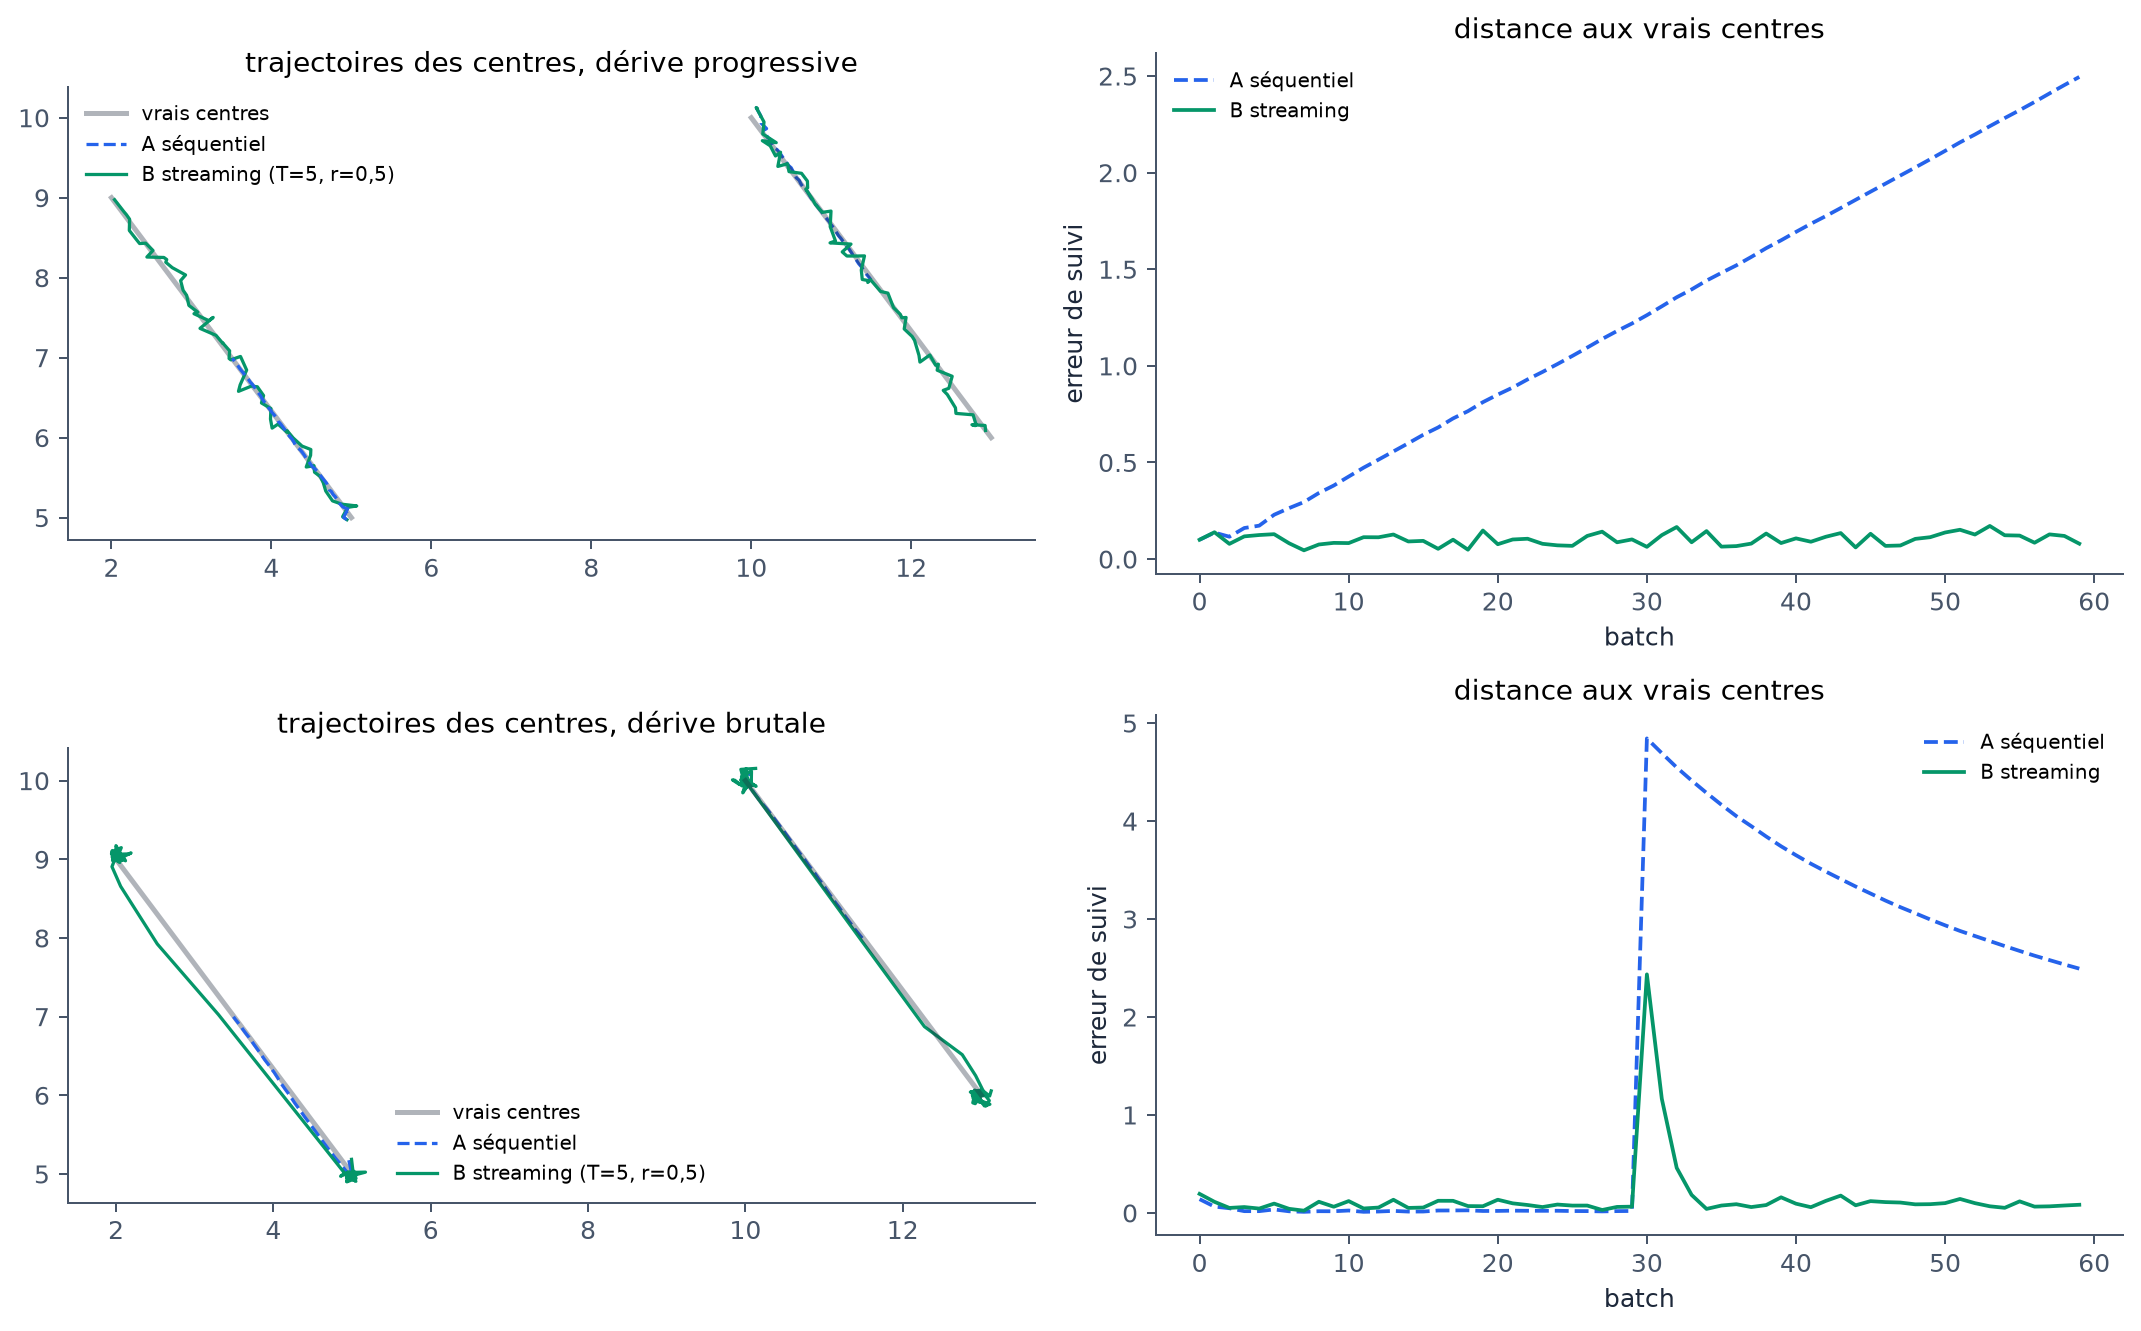 trajectoires des centres, dérive progressive
vrais centres
A séquentiel
B streaming (T=5, r=0,5)
10
9
8
7
6
5
2 4 6 8 10 12
distance aux vrais centres
A séquentiel
B streaming
erreur de suivi
2.5
2.0
1.5
1.0
0.5
0.0
0 10 20 30 40 50 60
batch
trajectoires des centres, dérive brutale
10
9
8
7
6
5
vrais centres
A séquentiel
B streaming (T=5, r=0,5)
2 4 6 8 10 12
distance aux vrais centres
A séquentiel
B streaming
erreur de suivi
5
4
3
2
1
0
0 10 20 30 40 50 60
batch